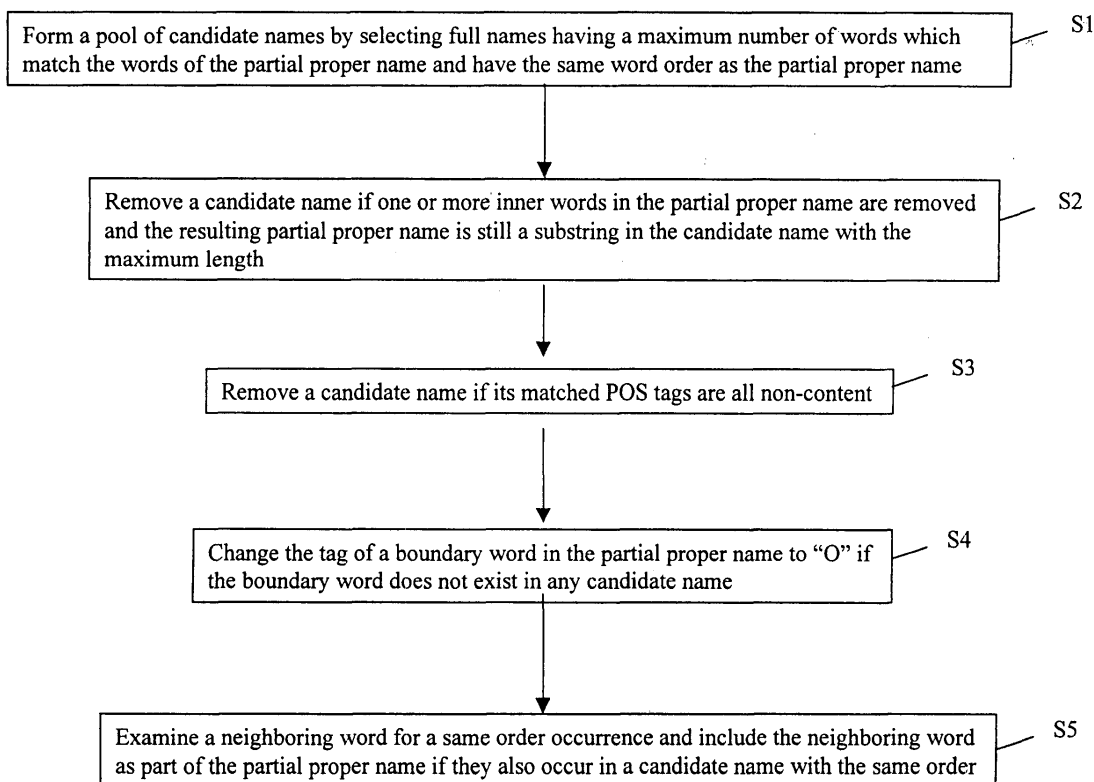 S1
Form a pool of candidate names by selecting full names having a maximum number of words which
match the words of the partial proper name and have the same word order as the partial proper name
S2
Remove a candidate name if one or more inner words in the partial proper name are removed
and the resulting partial proper name is still a substring in the candidate name with the
maximum length
S3
Remove a candidate name if its matched POS tags are all non-content
S4
Change the tag of a boundary word in the partial proper name to “O” if
the boundary word does not exist in any candidate name
S5
Examine a neighboring word for a same order occurrence and include the neighboring word
as part of the partial proper name if they also occur in a candidate name with the same order